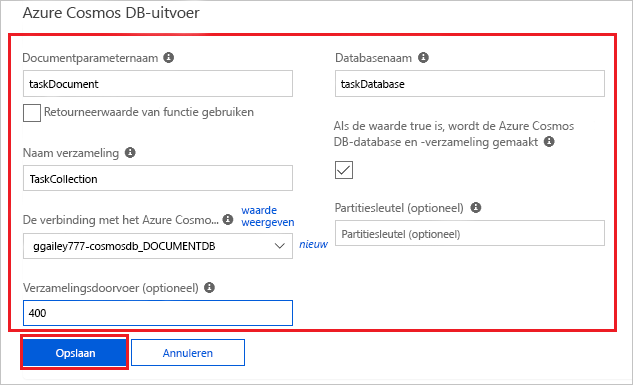 Azure Cosmos DB-uitvoer
Documentparameternaam
taskDocument
Retourneerwaarde van functie gebruiken
Naam verzameling
TaskCollection
De verbinding met het Azure Cosmo...
waarde
weergeven
ggailey777-cosmosdb_DOCUMENTDB
nieuw
Verzamelingsdoorvoer (optioneel)
400
Databasenaam
taskDatabase
Als de waarde true is, wordt de Azure Cosmos
DB-database en -verzameling gemaakt
Partitiesleutel (optioneel)
Partitiesleutel (optioneel)
Opslaan
Annuleren